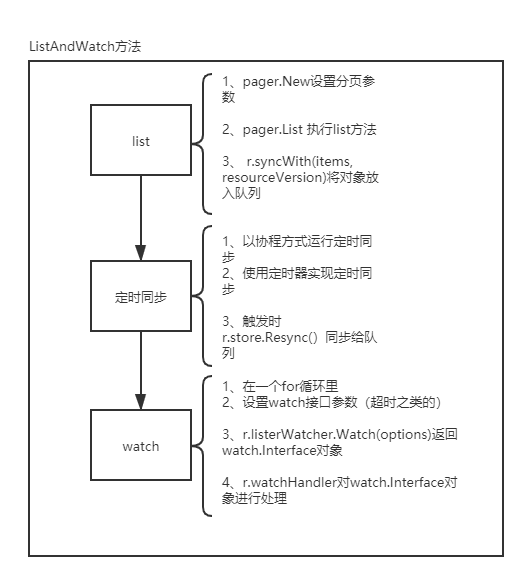 ListAndWatch方法
list
1、pager.New设置分页参
数
2、pager.List 执行list方法
3、 r.syncWith(items,
resourceVersion)将对象放
入队列
定时同步
1、以协程方式运行定时同
步
2、使用定时器实现定时同
步
3、触发时
r.store.Resync()  同步给队
列
watch
1、在一个for循环里
2、设置watch接口参数（超时之类的）
3、r.listerWatcher.Watch(options)返回
watch.Interface对象
4、r.watchHandler对watch.Interface对
象进行处理